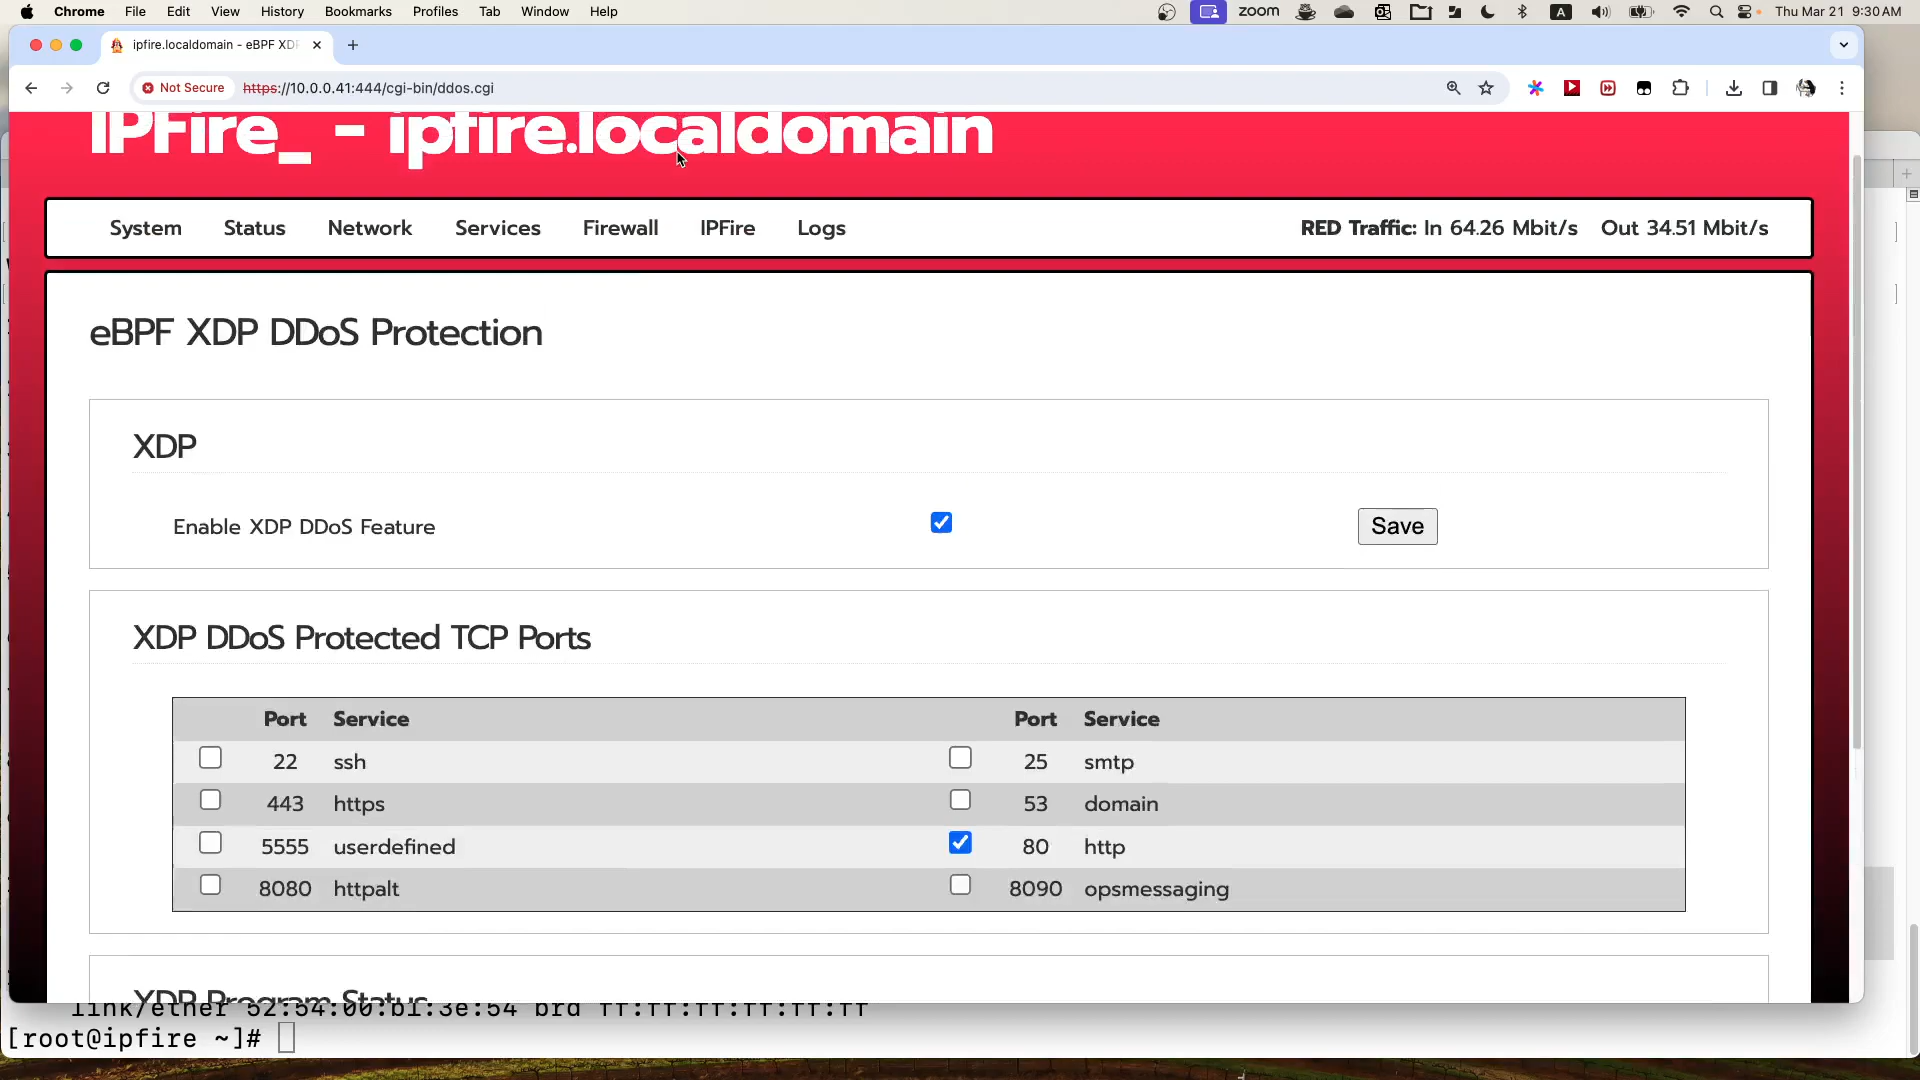 Chrome File Edit View History Bookmarks Profiles Tab Window Help zoom A Thu Mar 21 9:30 AM
ipfire.localdomain - eBPF XDP
Not Secure https://10.0.0.41:444/cgi-bin/ddos.cgi
IPFire_ - ipfire.localdomain
System Status Network Services Firewall IPFire Logs RED Traffic: In 64.26 Mbit/s Out 34.51 Mbit/s
eBPF XDP DDoS Protection
XDP
Enable XDP DDoS Feature Save
XDP DDoS Protected TCP Ports
Port Service Port Service
22 ssh 25 smtp
443 https 53 domain
5555 userdefined 80 http
8080 httpalt 8090 opsmessaging
XDP Program Status
link/ether 52:54:00:bf:3e:54 brd ff:ff:ff:ff:ff:ff
[root@ipfire ~]#